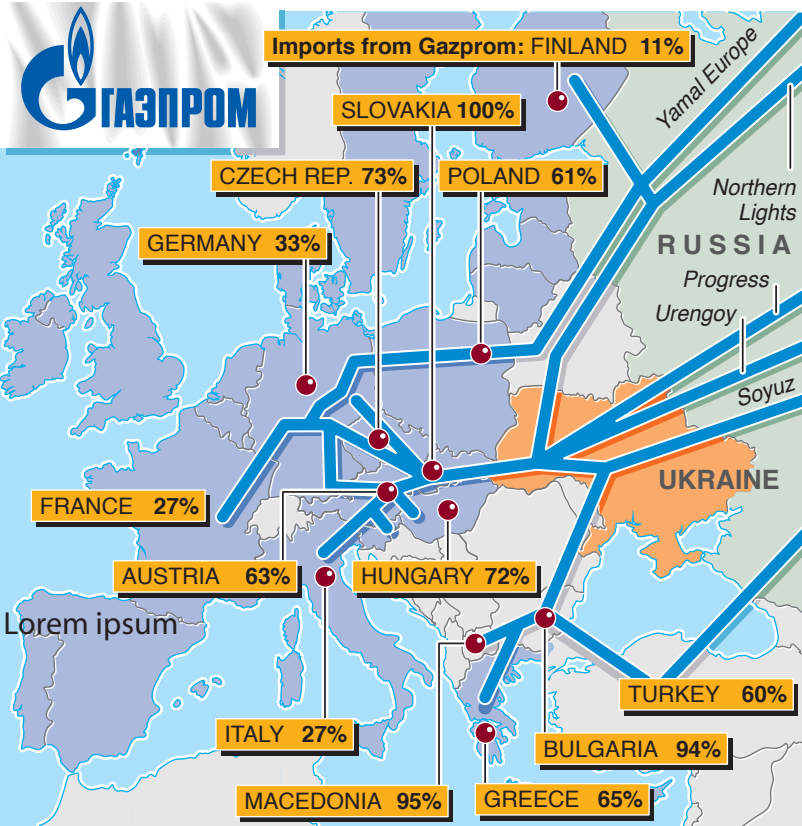 ГАЗПРОМ
Imports from Gazprom: FINLAND 11%
SLOVAKIA 100%
CZECH REP. 73%
POLAND 61%
GERMANY 33%
Yamal Europe
Northern
Lights
RUSSIA
Progress
Urengoy
Soyuz
UKRAINE
FRANCE 27%
AUSTRIA 63%
HUNGARY 72%
Lorem ipsum
TURKEY 60%
ITALY 27%
BULGARIA 94%
MACEDONIA 95%
GREECE 65%